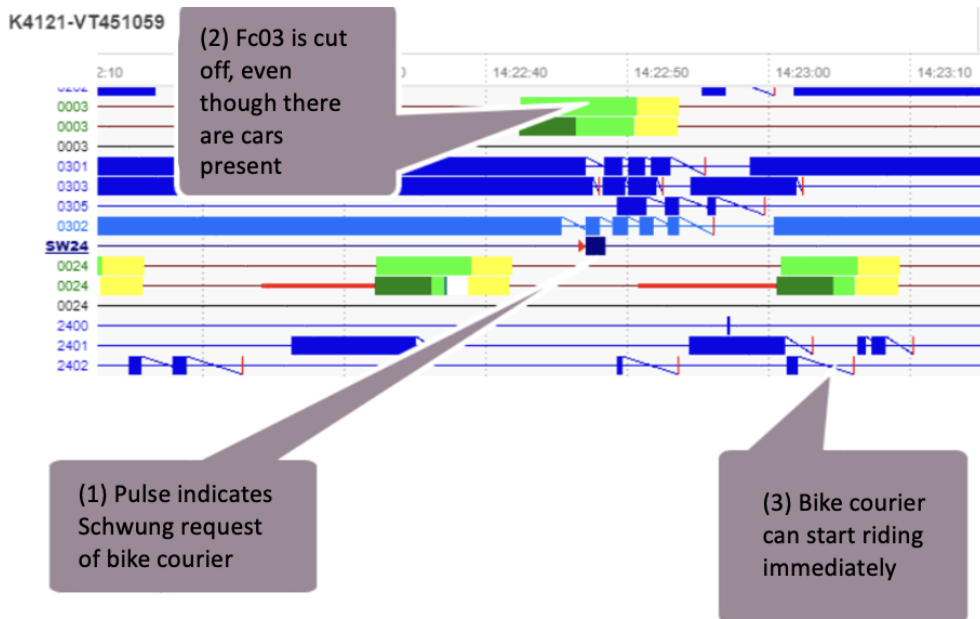 K4121-VT451059
(2) Fc03 is cut
off, even
though there
are cars
present
2:10
0
14:22:40
14:22:50
14:23:00
14:23:10
0202
0003
0003
0003
0301
0303
0305
0302
SW24
0024
0024
0024
2400
2401
2402
(1) Pulse indicates
Schwung request
of bike courier
(3) Bike courier
can start riding
immediately